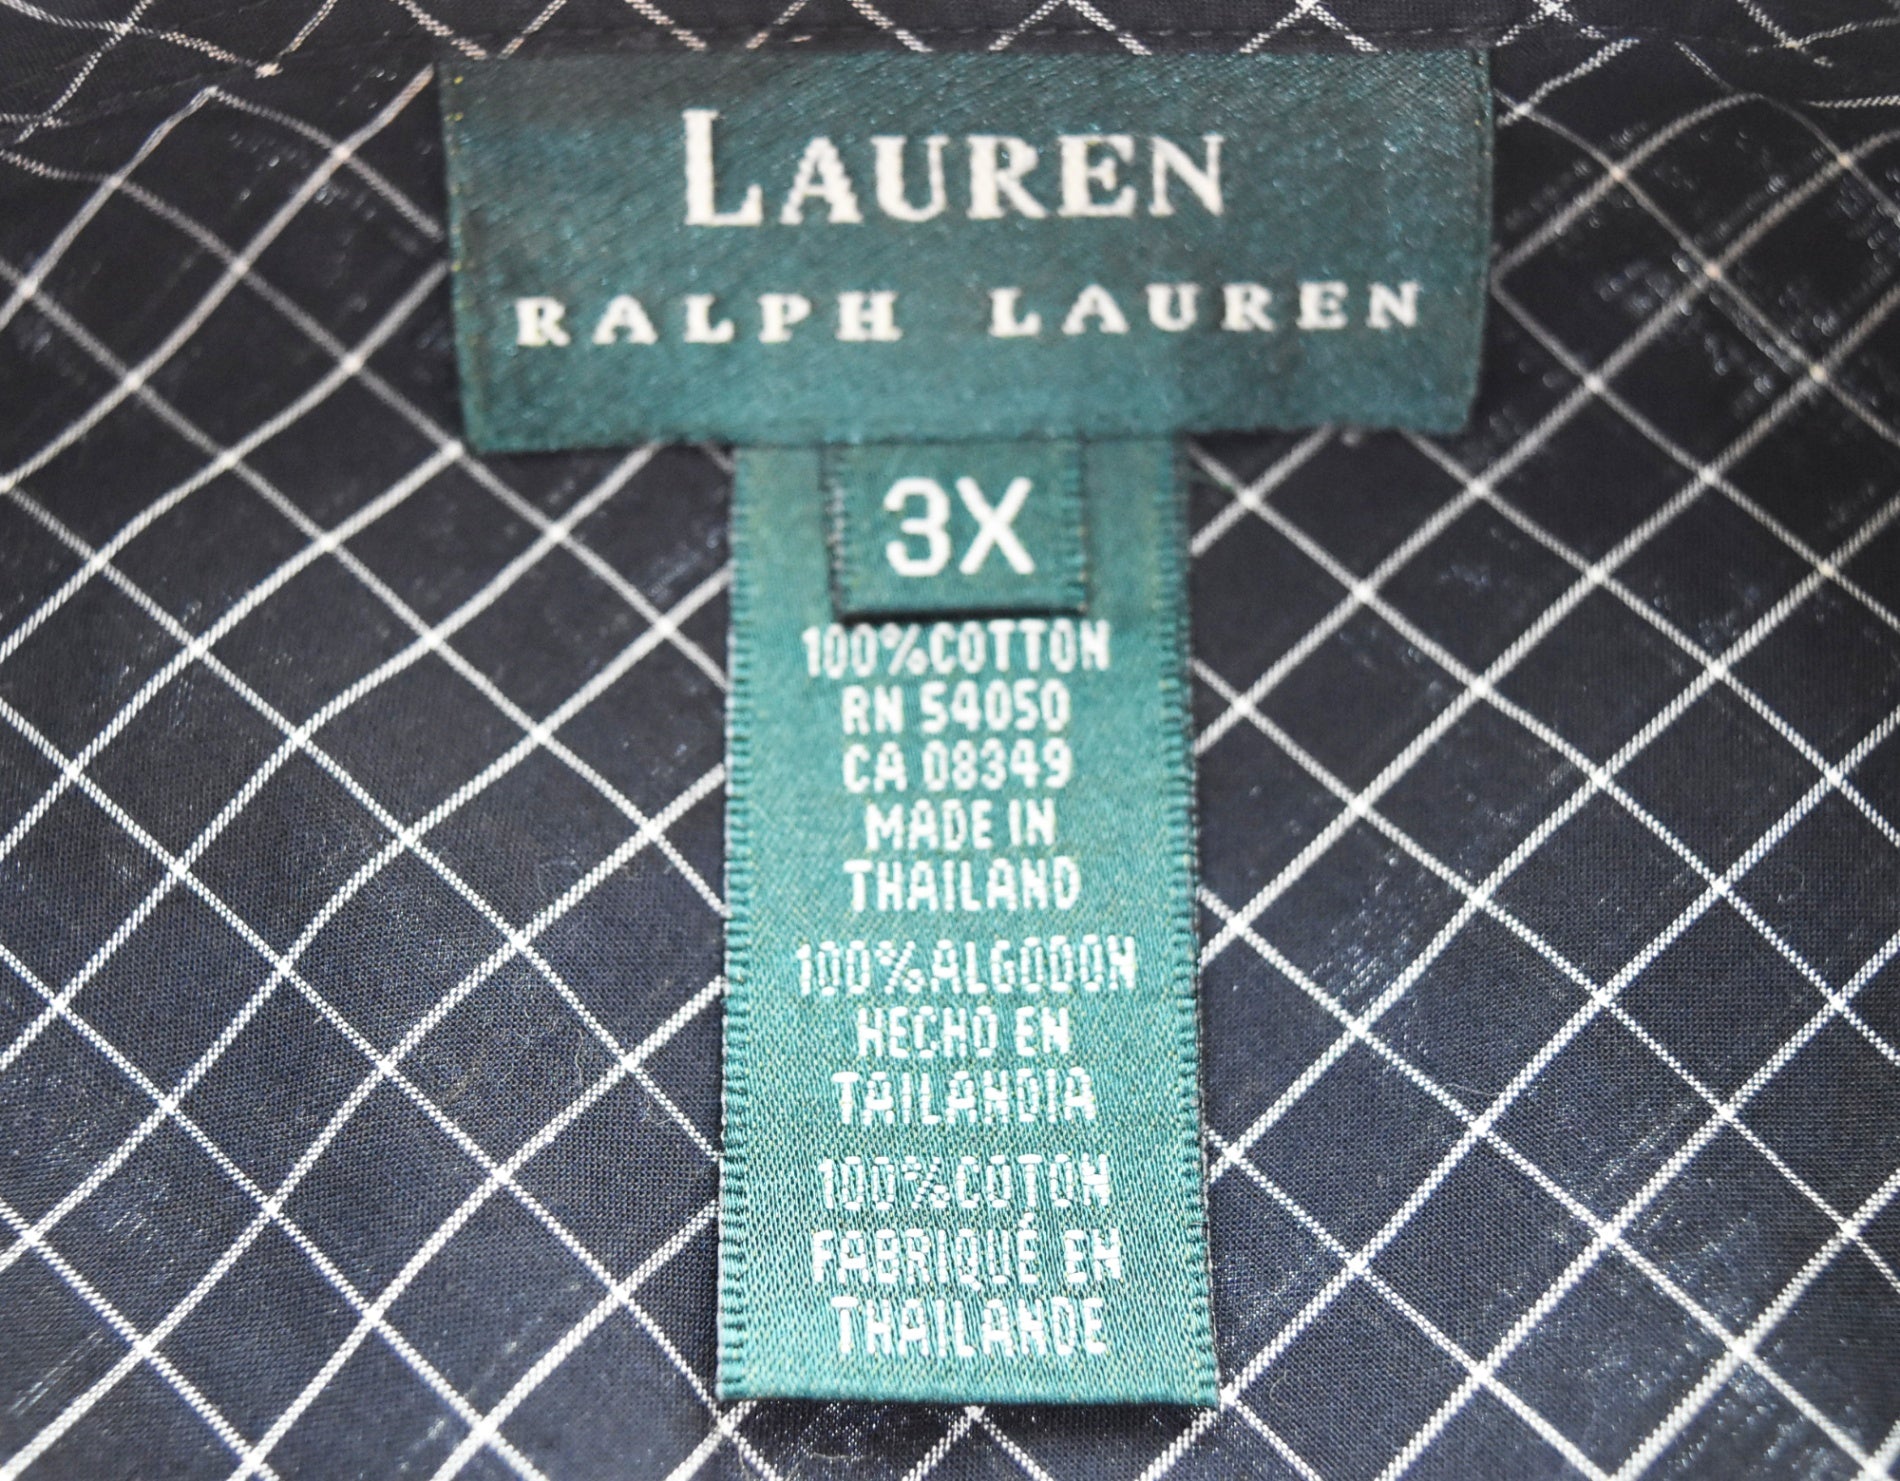 LAUREN
RALPH LAUREN
3X
100%COTTON
RN 54050
CA 08349
MADE IN
THAILAND
100%ALGODON
HECHO EN
TAILANDIA
100%COTON
FABRIQUÉ EN
THAILANDE